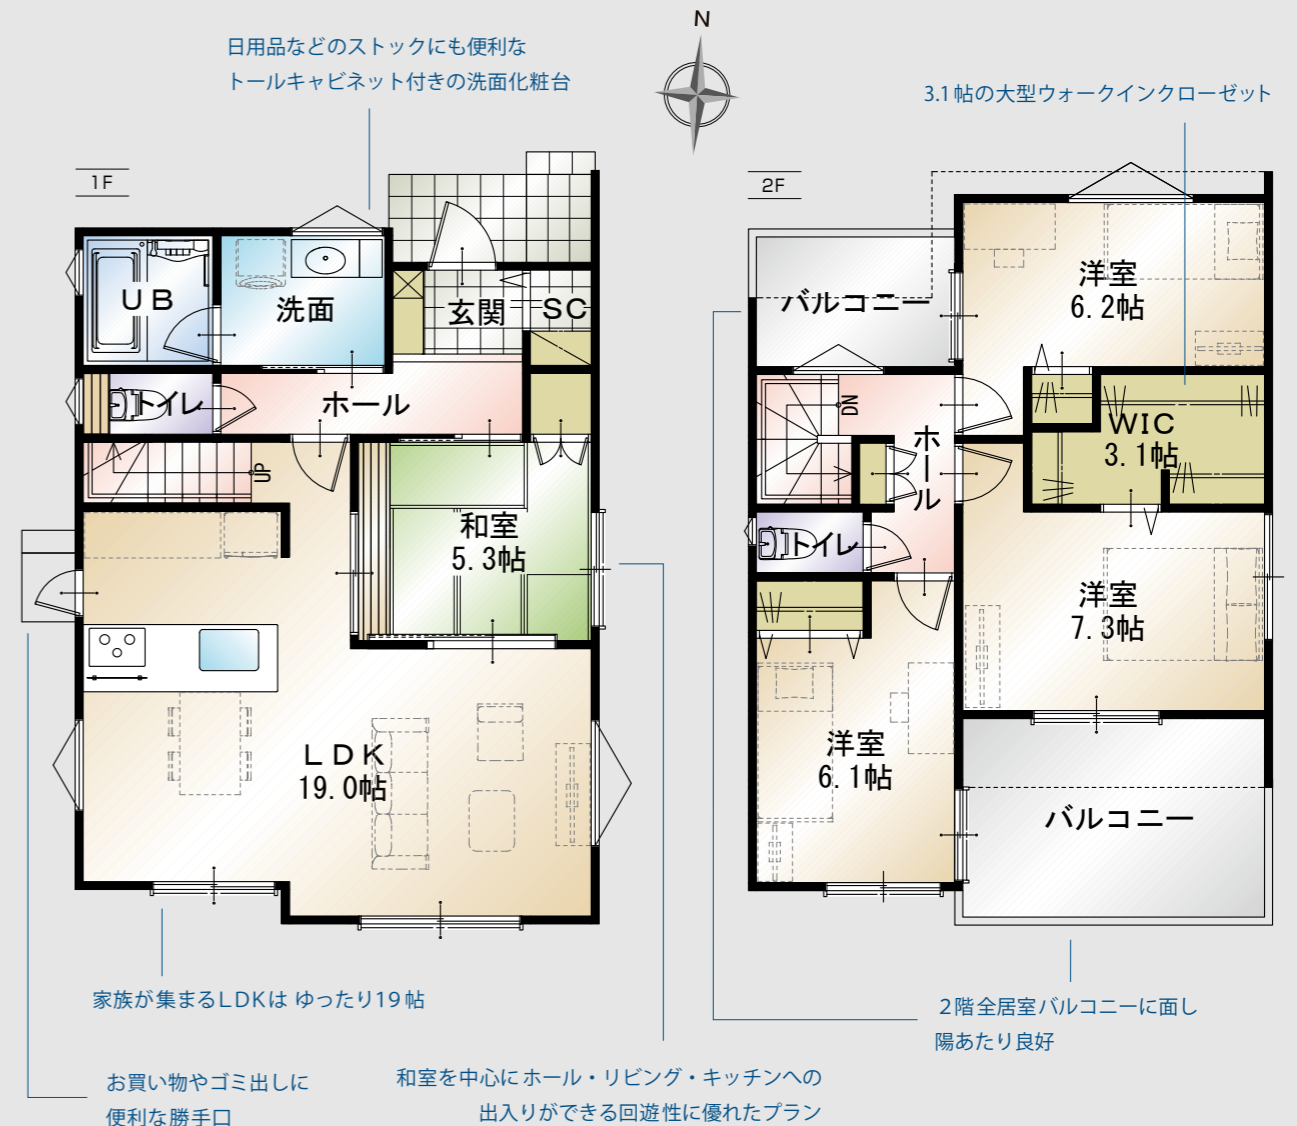 N
日用品などのストックにも便利な
トールキャビネット付きの洗面化粧台
3.1帖の大型ウォークインクローゼット
1F
UB
洗面
玄関
SC
トイレ
ホール
UP
和室
5.3帖
LDK
19.0帖
2F
バルコニー
洋室
6.2帖
DN
ホール
WIC
3.1帖
トイレ
洋室
7.3帖
洋室
6.1帖
バルコニー
家族が集まるLDKは ゆったり19帖
お買い物やゴミ出しに
便利な勝手口
和室を中心にホール・リビング・キッチンへの
出入りができる回遊性に優れたプラン
2階全居室バルコニーに面し
陽あたり良好